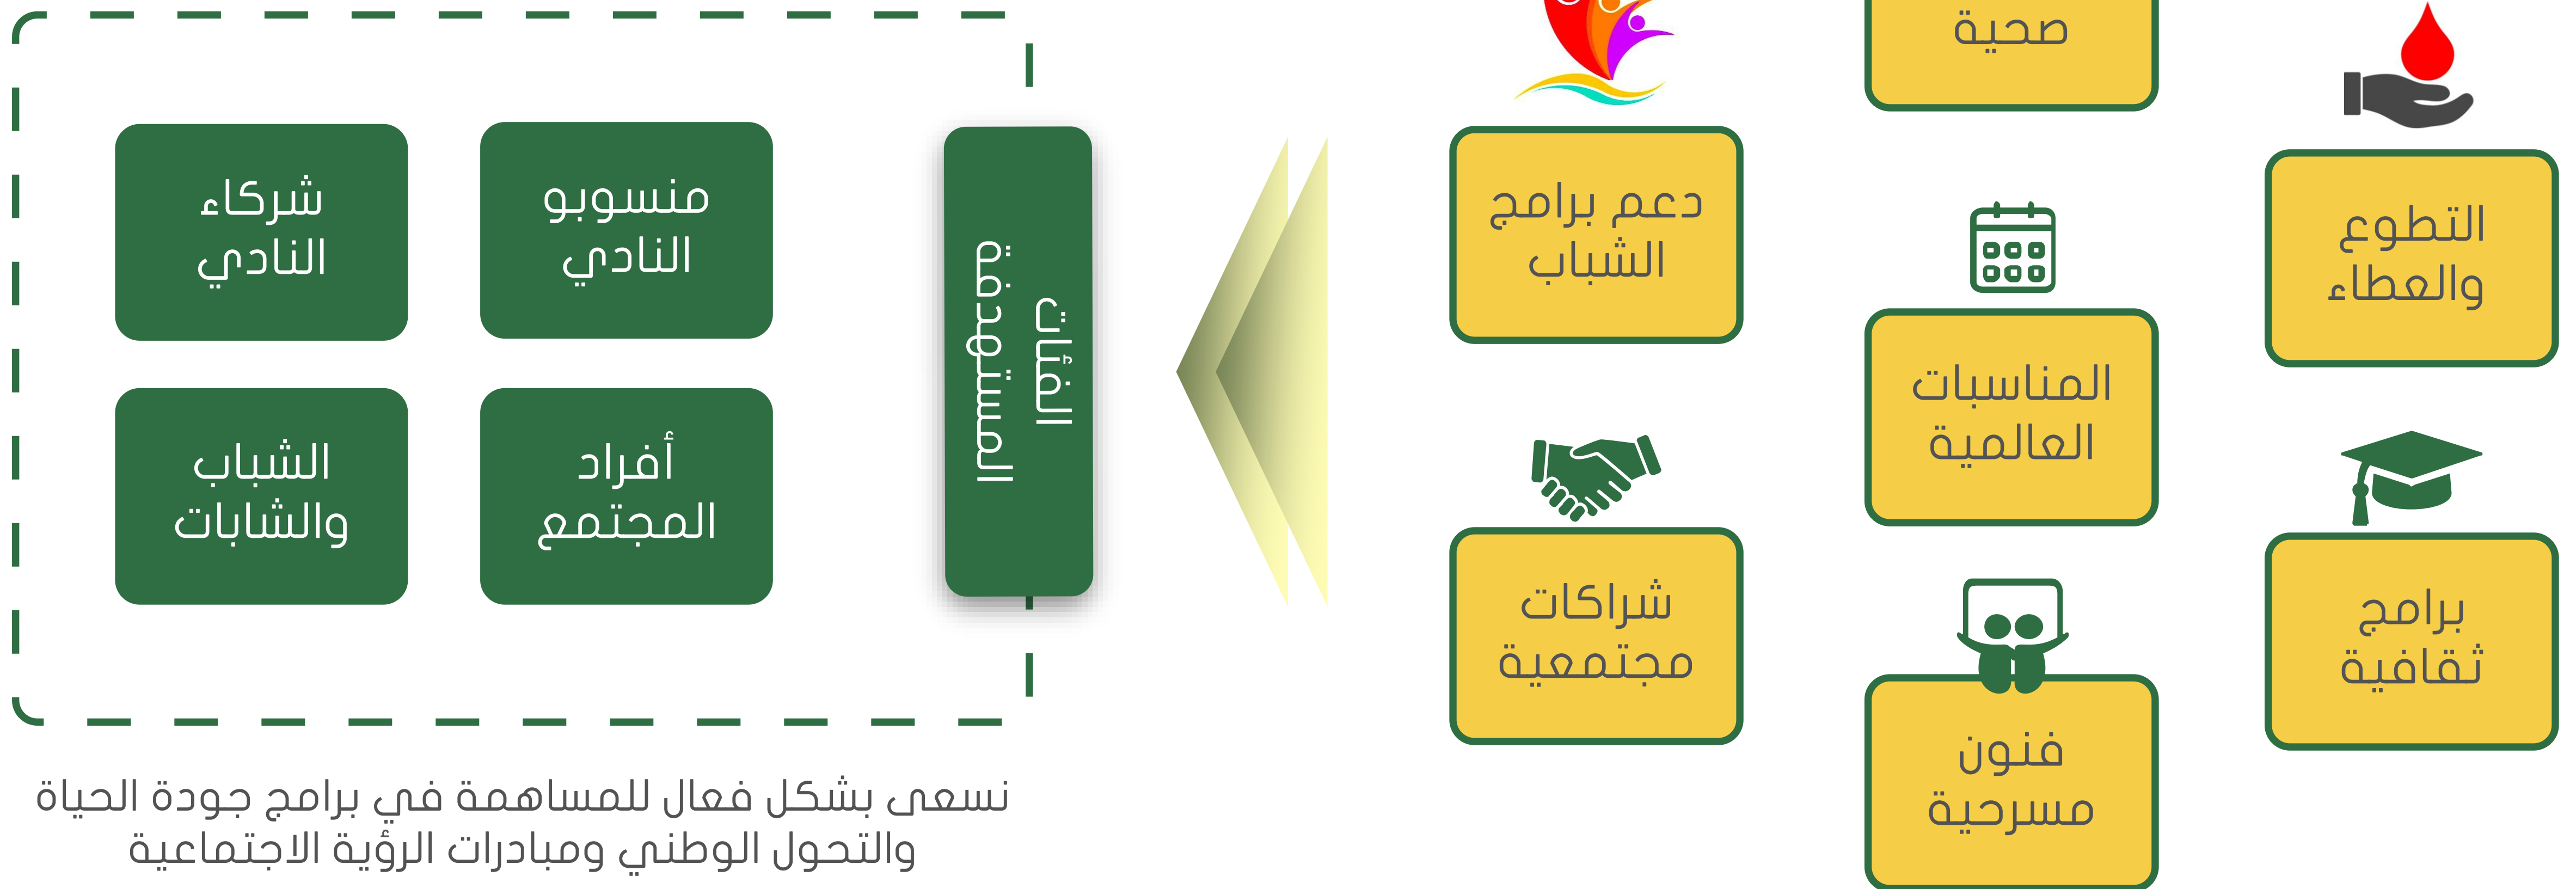 صحية
التطوع
والعطاء
المناسبات
العالمية
دعم برامج
الشباب
برامج
ثقافية
فنون
مسرحية
شراكات
مجتمعية
الفئات
المستهدفة
منسوبو
النادي
شركاء
النادي
أفراد
المجتمع
الشباب
والشابات
نسعى بشكل فعال للمساهمة في برامج جودة الحياة
والتحول الوطني ومبادرات الرؤية الاجتماعية